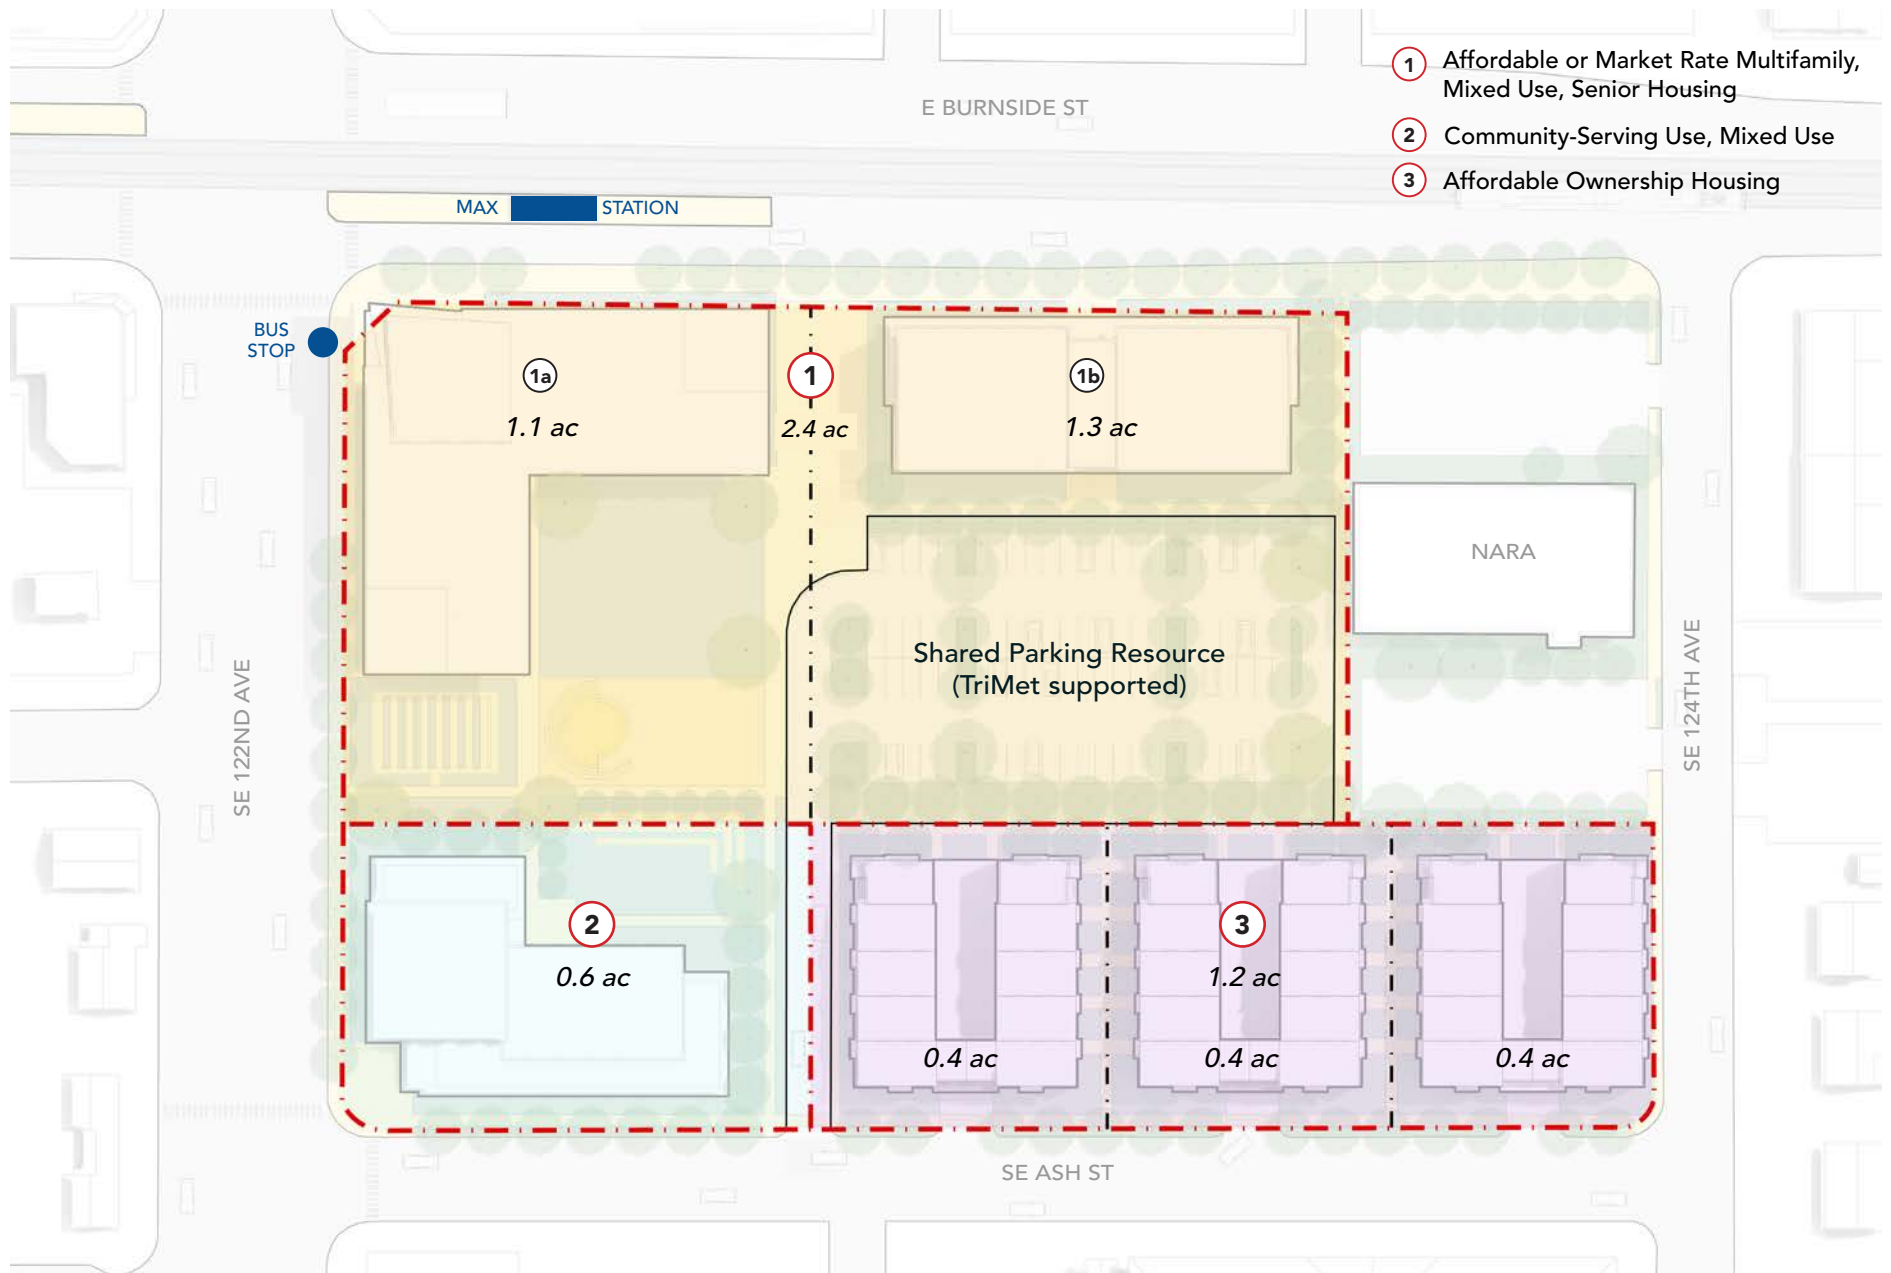 1 Affordable or Market Rate Multifamily,
Mixed Use, Senior Housing
2 Community-Serving Use, Mixed Use
3 Affordable Ownership Housing
E BURNSIDE ST
MAX STATION
BUS
STOP
1a
1.1 ac
1
2.4 ac
1b
1.3 ac
NARA
Shared Parking Resource
(TriMet supported)
SE 122ND AVE
SE 124TH AVE
2
0.6 ac
3
1.2 ac
0.4 ac
0.4 ac
0.4 ac
SE ASH ST